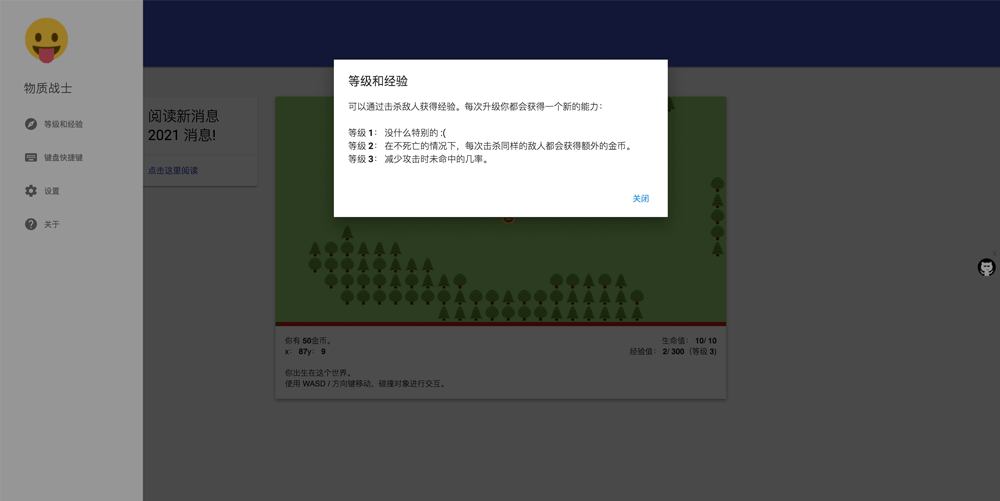 物质战士
等级和经验
键盘快捷键
设置
关于
阅读新消息
2021 消息!
点击这里阅读
等级和经验
可以通过击杀敌人获得经验。每次升级你都会获得一个新的能力：
等级 1： 没什么特别的 :(
等级 2： 在不死亡的情况下，每次击杀同样的敌人都会获得额外的金币。
等级 3： 减少攻击时未命中的几率。
关闭
你有 50金币。
生命值： 10/ 10
x： 87y： 9
经验值： 2/ 300（等级 3)
你出生在这个世界。
使用 WASD / 方向键移动，碰撞对象进行交互。